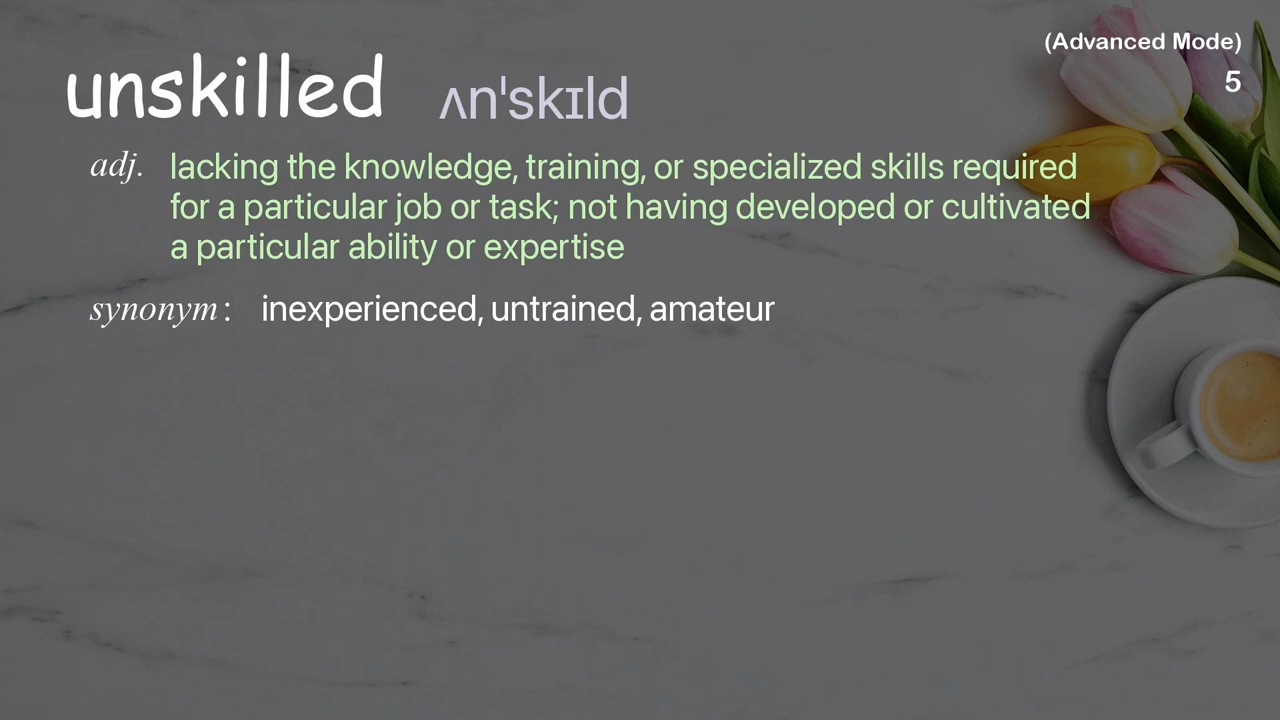 (Advanced Mode)
5
unskilled ʌn'skɪld
adj. lacking the knowledge, training, or specialized skills required
for a particular job or task; not having developed or cultivated
a particular ability or expertise
synonym: inexperienced, untrained, amateur